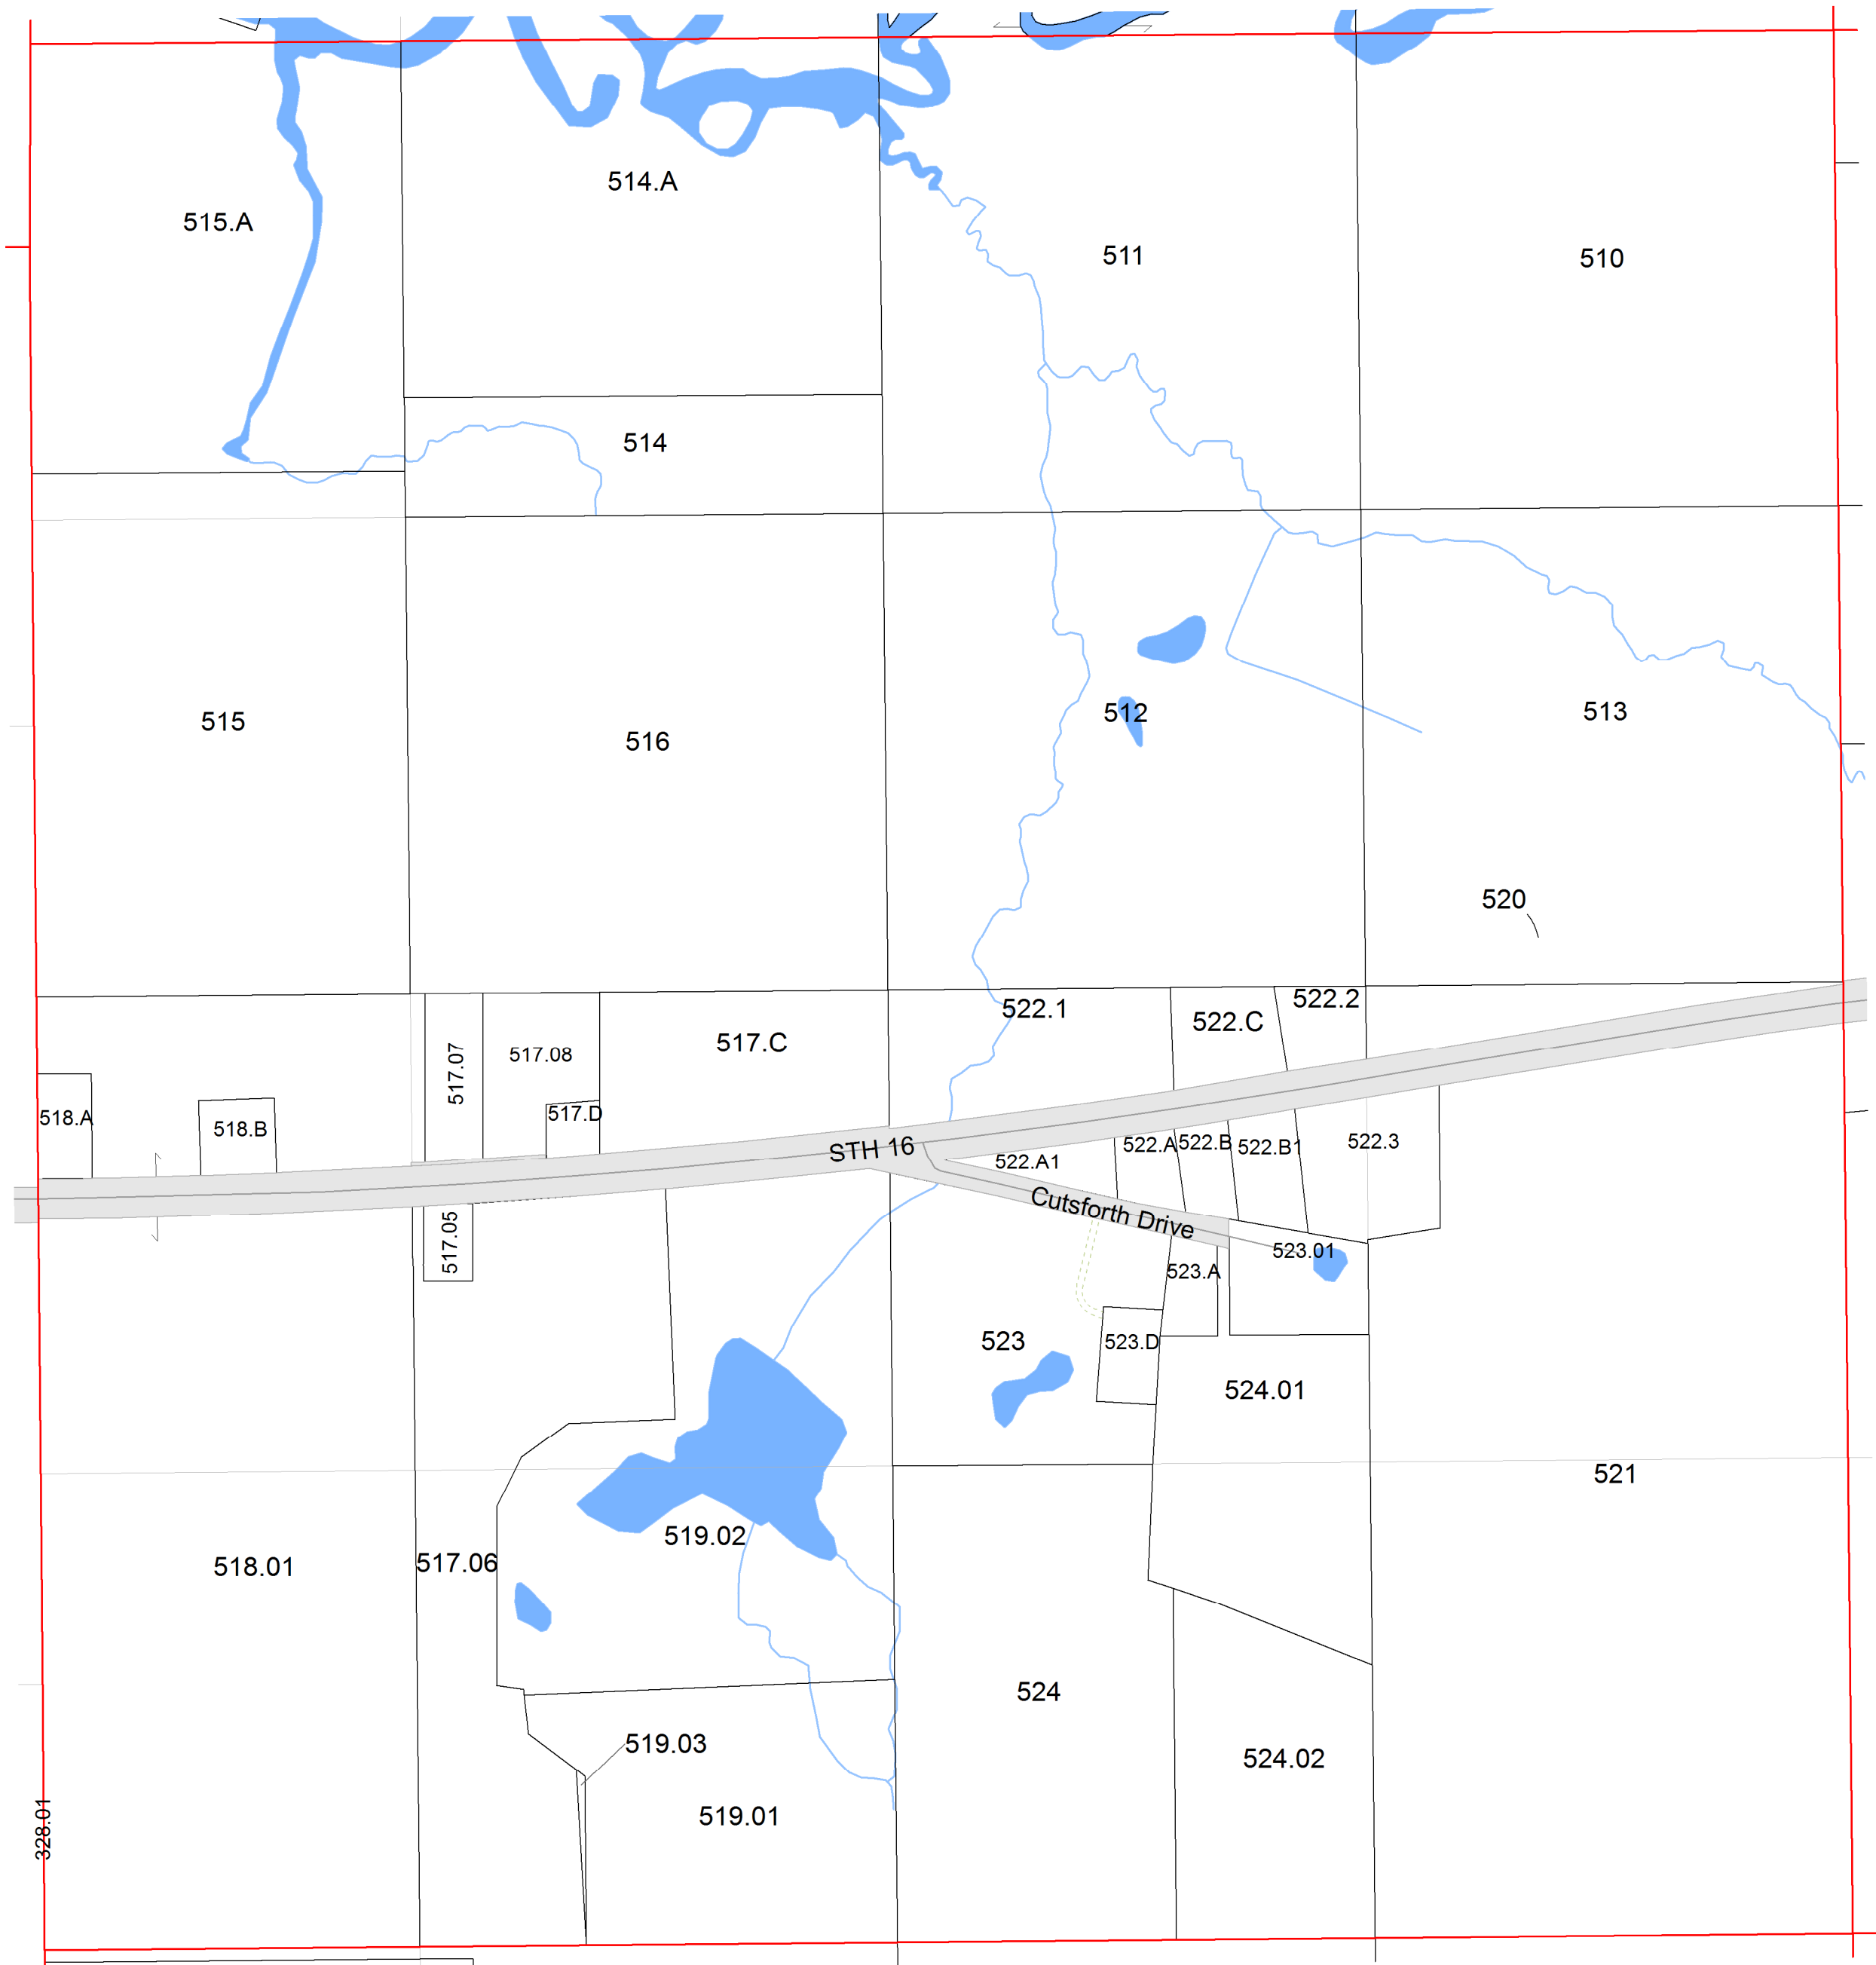 514.A
515.A
511
510
514
512
513
515
516
520
522.2
522.1
522.C
517.C
517.07
517.08
517.D
518.A
518.B
STH 16
522.A
522.B
522.B1
522.3
522.A1
Cutsforth Drive
517.05
523.01
523.A
523
523.D
524.01
521
519.02
517.06
518.01
524
519.03
524.02
519.01
328.01